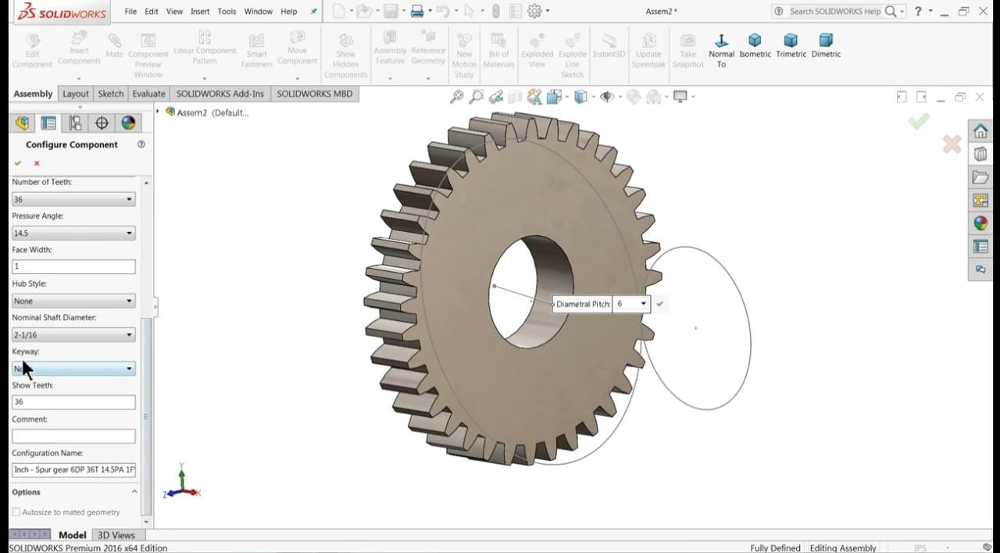 SOLIDWORKS
File Edit View Insert Tools Window Help
Assem2 *
Search SOLIDWORKS Help
Edit Component
Insert Components
Mate
Component Preview Window
Linear Component Pattern
Smart Fasteners
Move Component
Show Hidden Components
Assembly Features
Reference Geometry
New Motion Study
Bill of Materials
Exploded View
Explode Line Sketch
Instant3D
Update Speedpak
Take Snapshot
Normal To
Isometric
Trimetric
Dimetric
Assembly Layout Sketch Evaluate SOLIDWORKS Add-Ins SOLIDWORKS MBD
Assem2 (Default...
Configure Component
Number of Teeth:
36
Pressure Angle:
14.5
Face Width:
1
Hub Style:
None
Nominal Shaft Diameter:
2-1/16
Keyway:
Show Teeth:
36
Comment:
Configuration Name:
Inch - Spur gear 6DP 36T 14.5PA 1F
Options
Autosize to mated geometry
Diametral Pitch: 6
Y
Z X
Model 3D Views
SOLIDWORKS Premium 2016 x64 Edition
Fully Defined Editing Assembly IPS